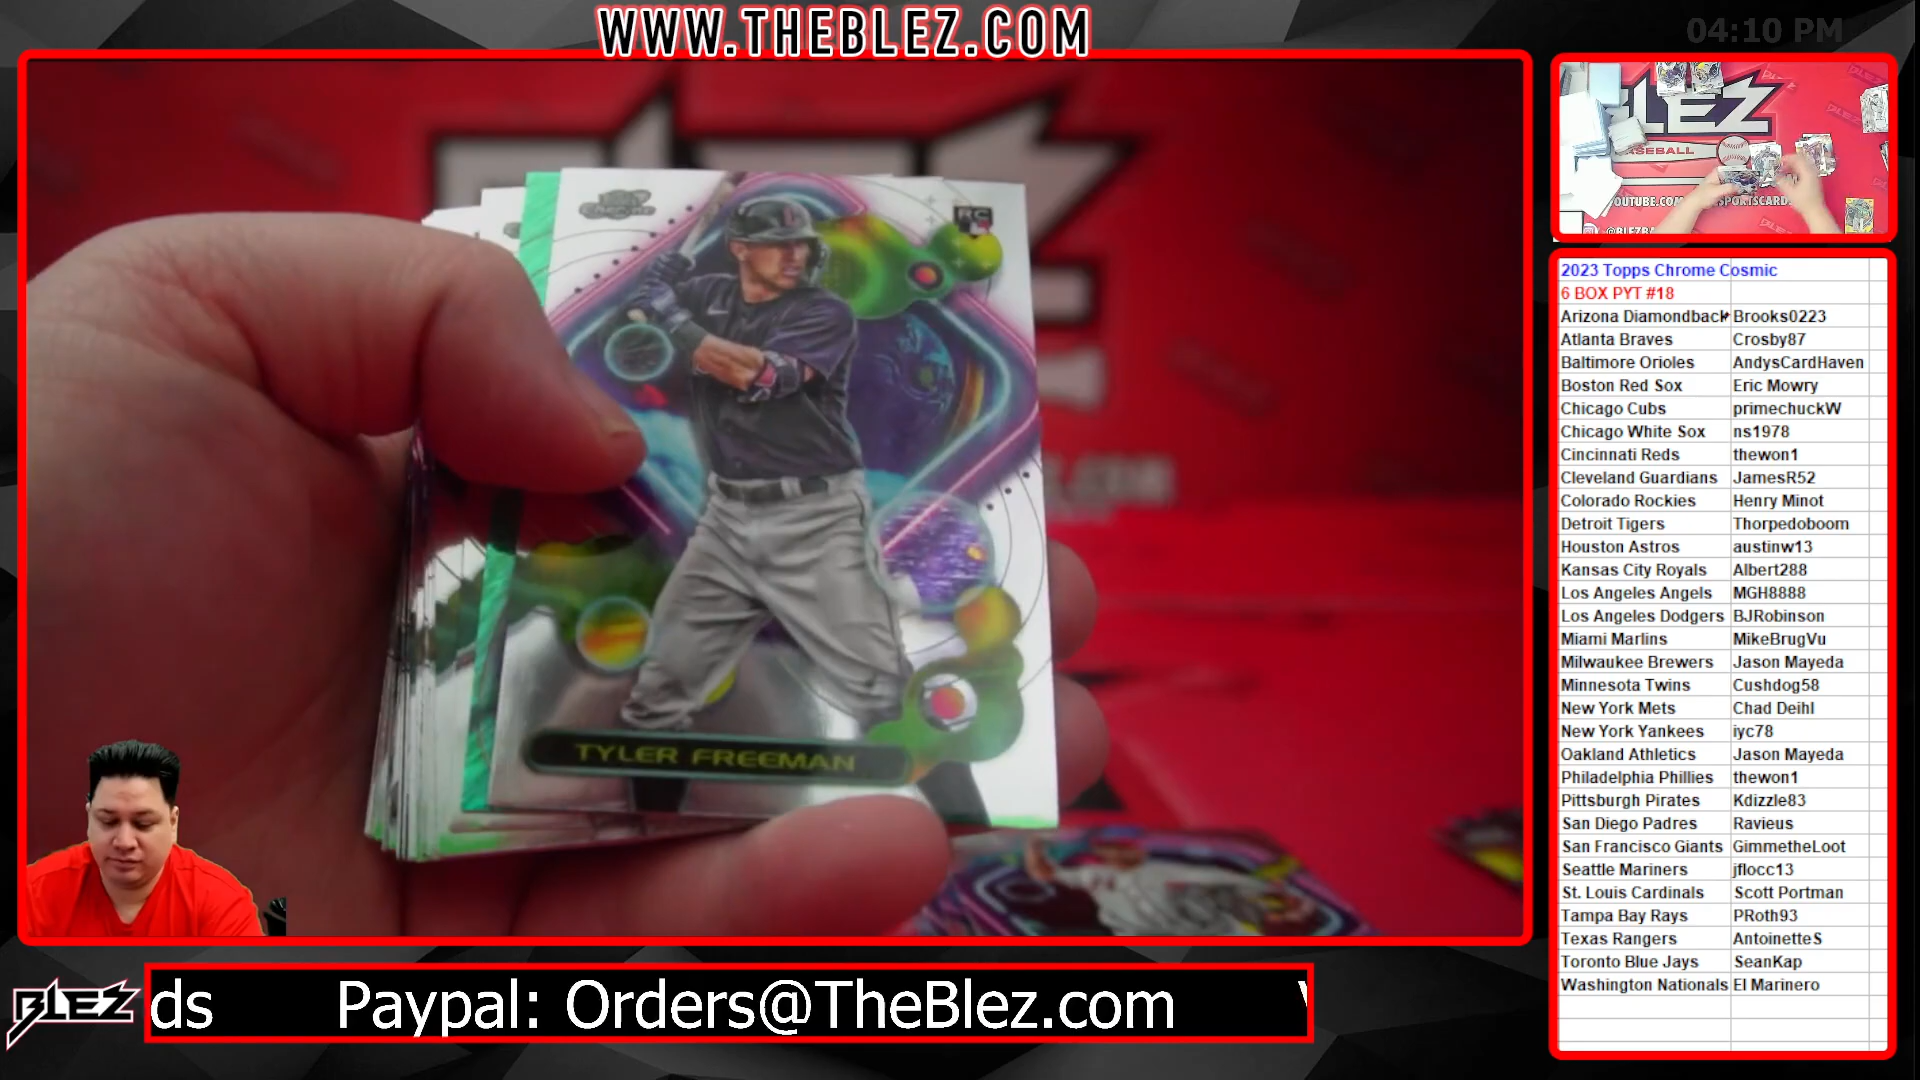 WWW.THEBLEZ.COM
04:10 PM
BLEZ
BASEBALL
RC
TYLER FREEMAN
2023 Topps Chrome Cosmic
6 BOX PYT #18
Arizona Diamondback Brooks0223
Atlanta Braves Crosby87
Baltimore Orioles AndysCardHaven
Boston Red Sox Eric Mowry
Chicago Cubs primechuckW
Chicago White Sox ns1978
Cincinnati Reds thewon1
Cleveland Guardians JamesR52
Colorado Rockies Henry Minot
Detroit Tigers Thorpedoboom
Houston Astros austinw13
Kansas City Royals Albert288
Los Angeles Angels MGH8888
Los Angeles Dodgers BJRobinson
Miami Marlins MikeBrugVu
Milwaukee Brewers Jason Mayeda
Minnesota Twins Cushdog58
New York Mets Chad Deihl
New York Yankees iyc78
Oakland Athletics Jason Mayeda
Philadelphia Phillies thewon1
Pittsburgh Pirates Kdizzle83
San Diego Padres Ravieus
San Francisco Giants GimmetheLoot
Seattle Mariners jflocc13
St. Louis Cardinals Scott Portman
Tampa Bay Rays PRoth93
Texas Rangers AntoinetteS
Toronto Blue Jays SeanKap
Washington Nationals El Marinero
BLEZ
ds Paypal: Orders@TheBlez.com